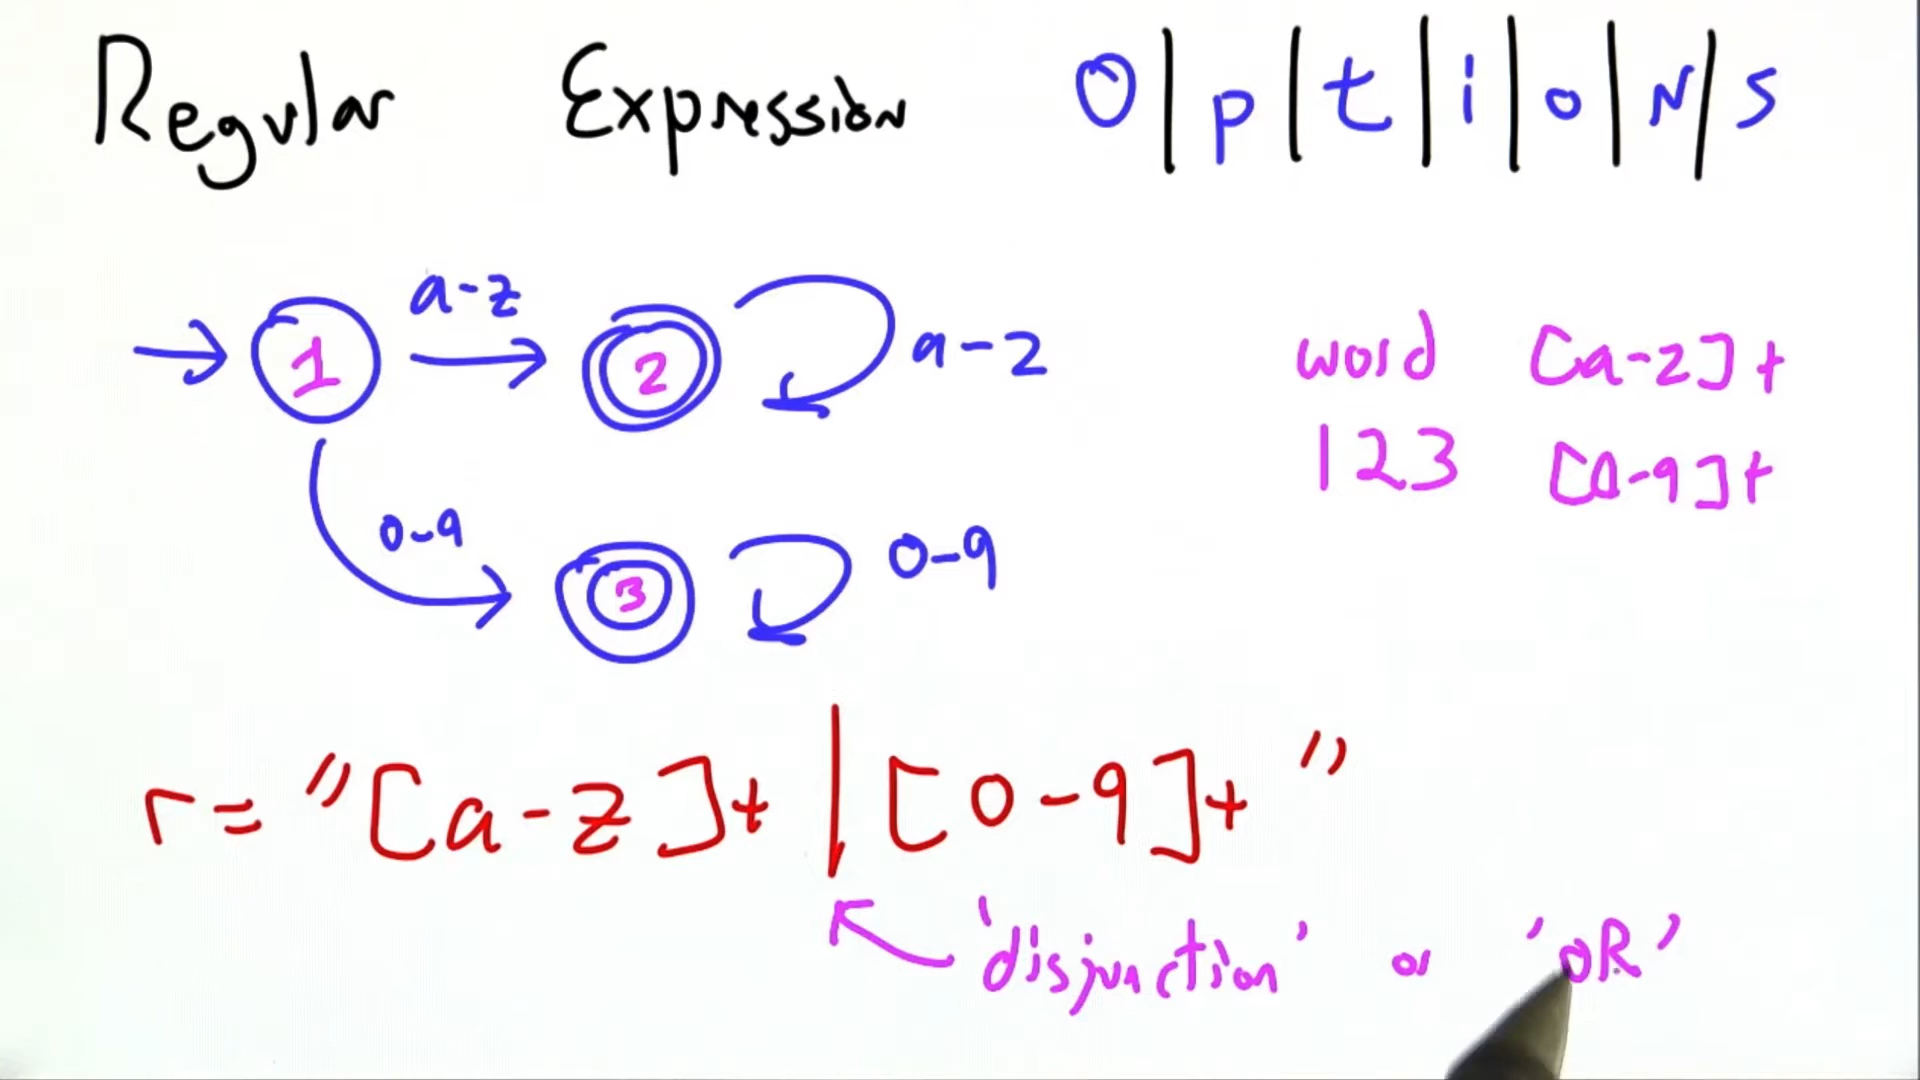 Regular Expression O|p|t|i|o|N|s
a-z
1 2 a-z
word [a-z]+
123 [0-9]+
0-9
3 0-9
r = "[a-z]+|[0-9]+"
'disjunction' or 'OR'